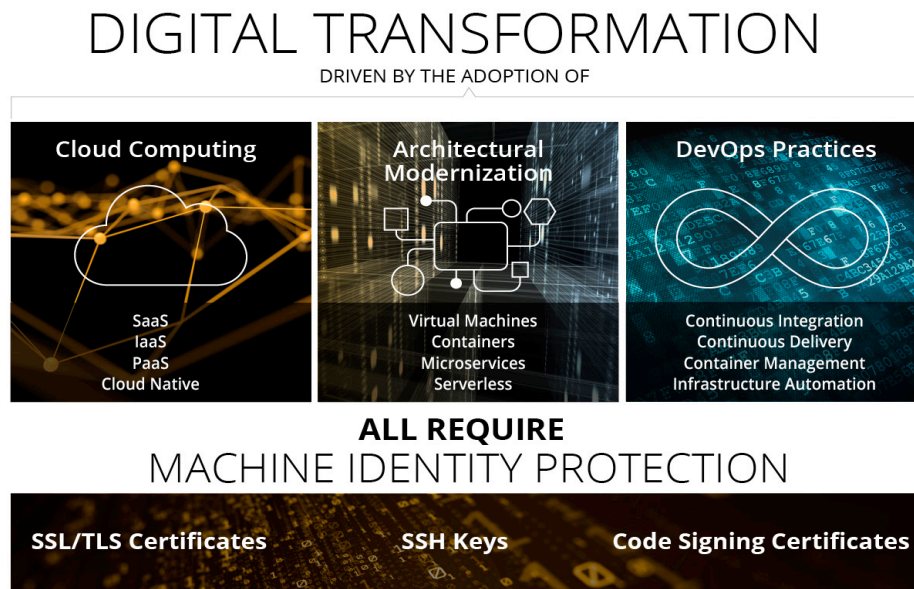 DIGITAL TRANSFORMATION
DRIVEN BY THE ADOPTION OF
Cloud Computing
SaaS
IaaS
PaaS
Cloud Native
Architectural
Modernization
Virtual Machines
Containers
Microservices
Serverless
DevOps Practices
Continuous Integration
Continuous Delivery
Container Management
Infrastructure Automation
ALL REQUIRE
MACHINE IDENTITY PROTECTION
SSL/TLS Certificates
SSH Keys
Code Signing Certificates